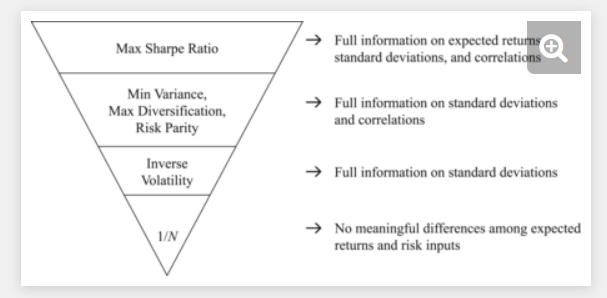 Max Sharpe Ratio
→ Full information on expected returns,
standard deviations, and correlations
Min Variance,
Max Diversification,
Risk Parity
→ Full information on standard deviations
and correlations
Inverse
Volatility
→ Full information on standard deviations
1/N
→ No meaningful differences among expected
returns and risk inputs